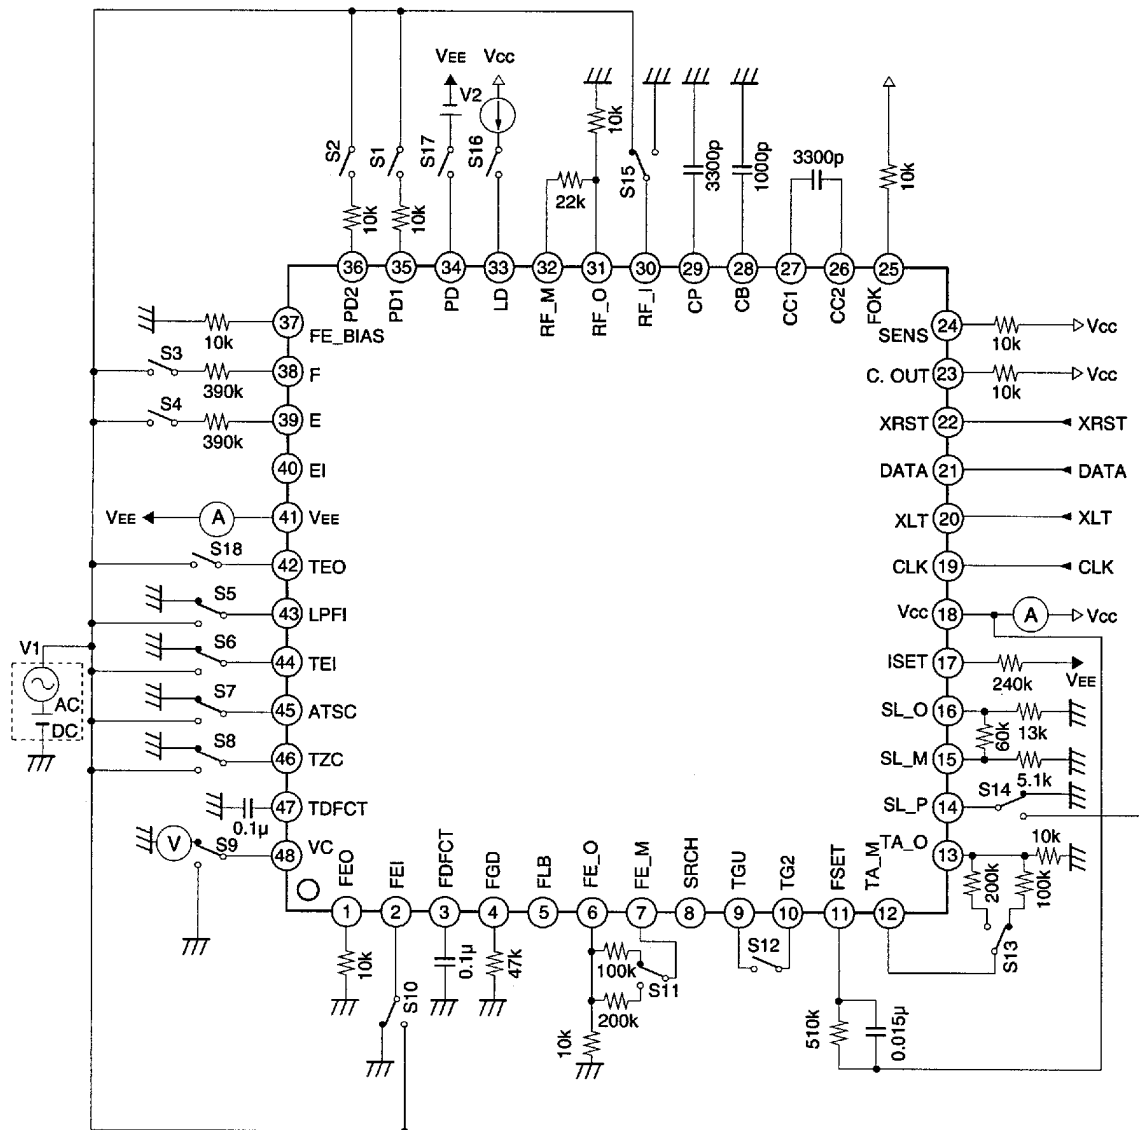 VEE
VCC
V2
S2
S1
S17
S16
10k
10k
22k
10k
S15
3300p
1000p
3300p
10k
36
35
34
33
32
31
30
29
28
27
26
25
PD2
PD1
PD
LD
RF_M
RF_O
RF_I
CP
CB
CC1
CC2
FOK
10k
37
FE_BIAS
S3
390k
38
F
S4
390k
39
E
40
EI
VEE
A
41
VEE
S18
42
TEO
S5
43
LPFI
V1
AC
DC
S6
44
TEI
S7
45
ATSC
S8
46
TZC
0.1μ
47
TDFCT
V
S9
48
VC
SENS
24
10k
Vcc
C. OUT
23
10k
Vcc
XRST
22
XRST
DATA
21
DATA
XLT
20
XLT
CLK
19
CLK
Vcc
18
A
Vcc
ISET
17
240k
VEE
SL_O
16
13k
60k
SL_M
15
5.1k
SL_P
14
S14
TA_O
13
10k
200k
100k
S13
FEO
FEI
FDFCT
FGD
FLB
FE_O
FE_M
SRCH
TGU
TG2
FSET
TA_M
1
2
3
4
5
6
7
8
9
10
11
12
10k
S10
0.1μ
47k
100k
200k
S11
10k
S12
510k
0.015μ